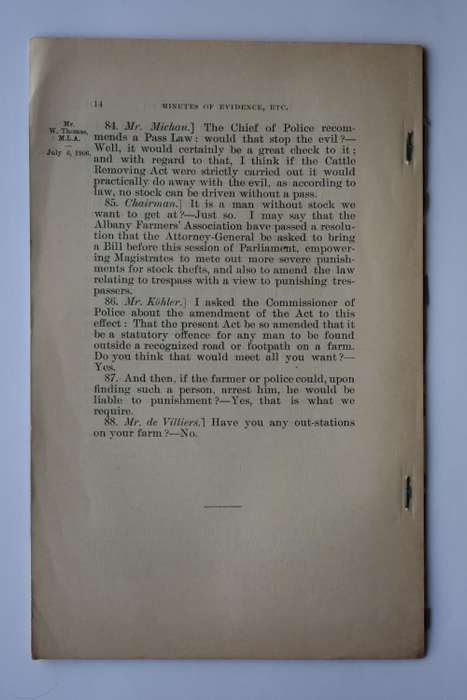 14 MINUTES OF EVIDENCE, ETC.
Mr.
W. Thomas,
M.L.A.
—
July 6, 1906.
84. Mr. Michau.] The Chief of Police recom-
mends a Pass Law: would that stop the evil?—
Well, it would certainly be a great check to it;
and with regard to that, I think if the Cattle
Removing Act were strictly carried out it would
practically do away with the evil, as according to
law, no stock can be driven without a pass.
85. Chairman.] It is a man without stock we
want to get at?—Just so. I may say that the
Albany Farmers' Association have passed a resolu-
tion that the Attorney-General be asked to bring
a Bill before this session of Parliament, empower-
ing Magistrates to mete out more severe punish-
ments for stock thefts, and also to amend the law
relating to trespass with a view to punishing tres-
passers.
86. Mr. Köhler.] I asked the Commissioner of
Police about the amendment of the Act to this
effect: That the present Act be so amended that it
be a statutory offence for any man to be found
outside a recognized road or footpath on a farm.
Do you think that would meet all you want?—
Yes.
87. And then, if the farmer or police could, upon
finding such a person, arrest him, he would be
liable to punishment?—Yes, that is what we
require.
88. Mr. de Villiers.] Have you any out-stations
on your farm?—No.